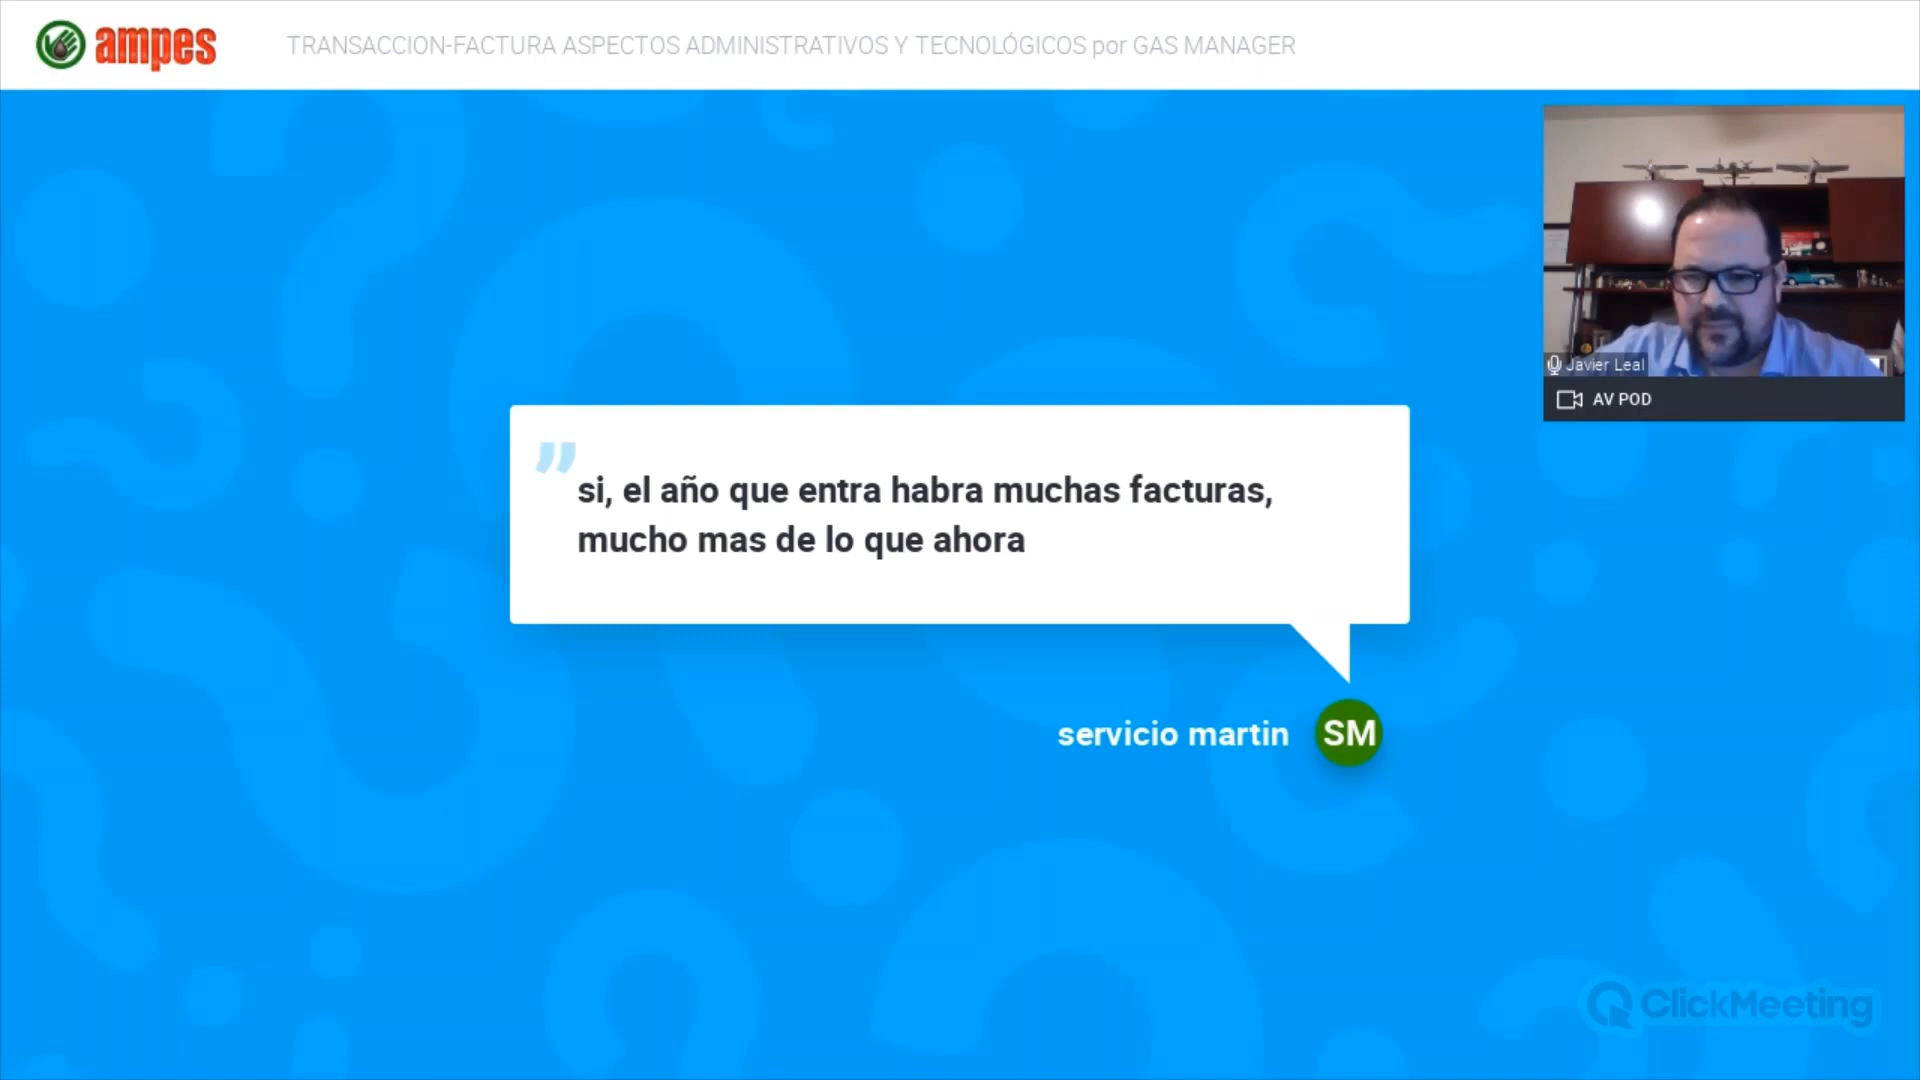 ampes
TRANSACCION-FACTURA ASPECTOS ADMINISTRATIVOS Y TECNOLÓGICOS por GAS MANAGER
Javier Leal
AV POD
” si, el año que entra habra muchas facturas,
mucho mas de lo que ahora
servicio martin SM
ClickMeeting